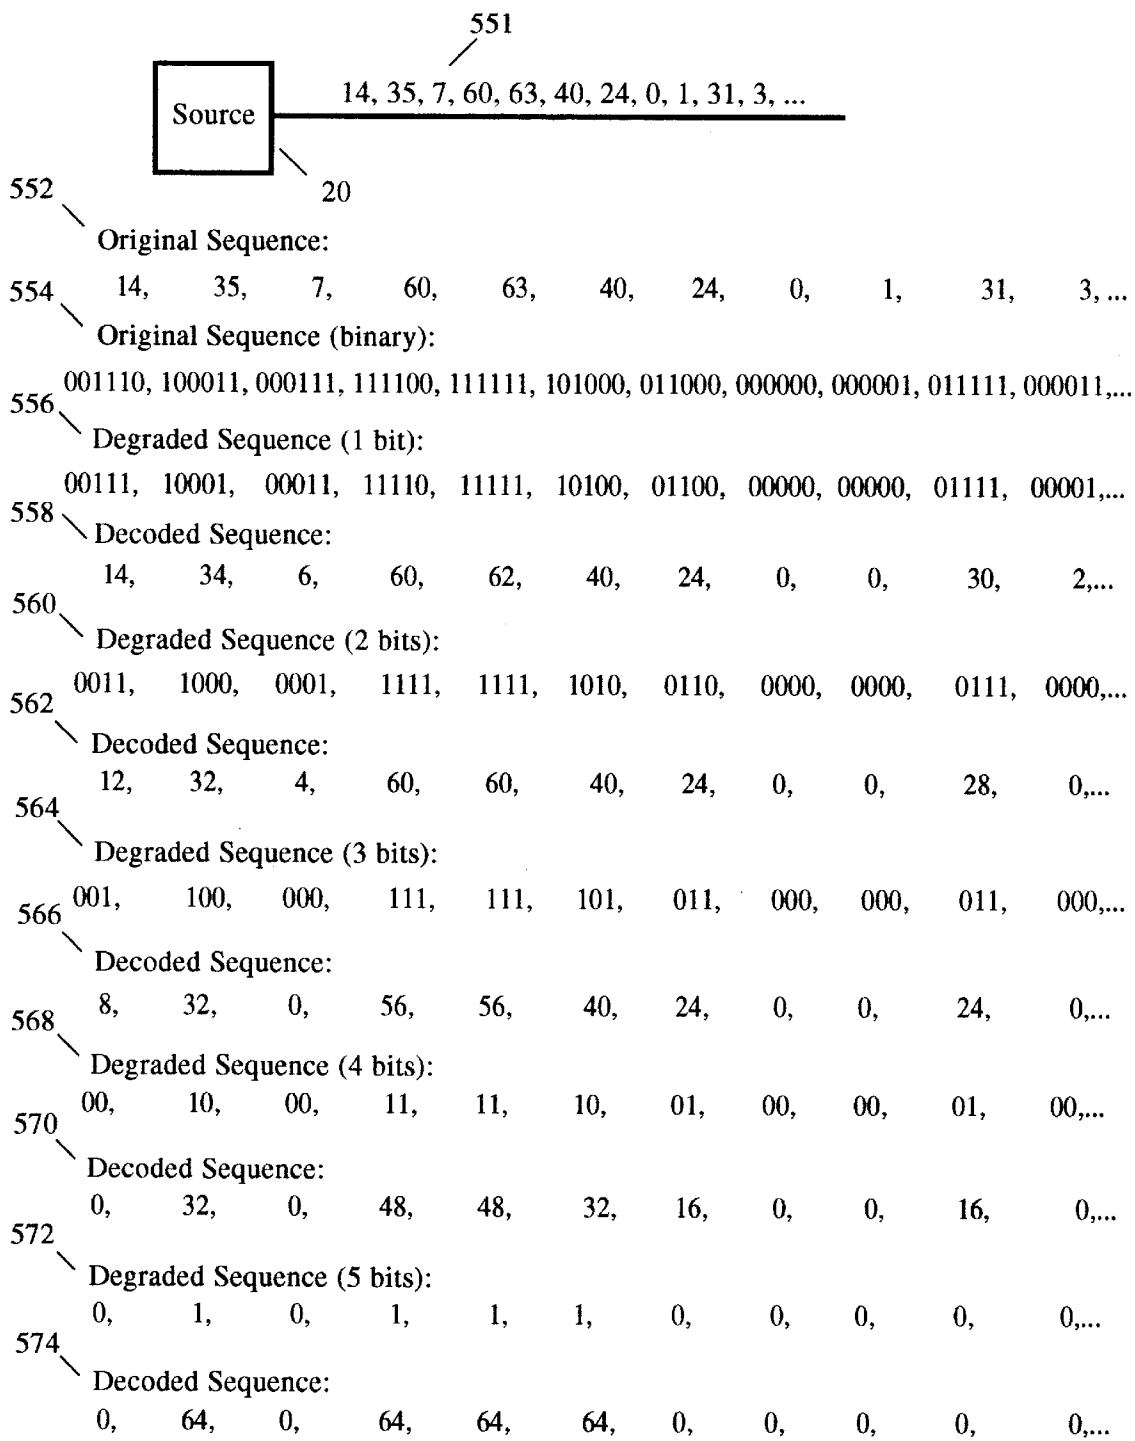 551
14, 35, 7, 60, 63, 40, 24, 0, 1, 31, 3, ...
Source
20
552
Original Sequence:
14, 35, 7, 60, 63, 40, 24, 0, 1, 31, 3, ...
554
Original Sequence (binary):
001110, 100011, 000111, 111100, 111111, 101000, 011000, 000000, 000001, 011111, 000011,...
556
Degraded Sequence (1 bit):
00111, 10001, 00011, 11110, 11111, 10100, 01100, 00000, 00000, 01111, 00001,...
558
Decoded Sequence:
14, 34, 6, 60, 62, 40, 24, 0, 0, 30, 2,...
560
Degraded Sequence (2 bits):
0011, 1000, 0001, 1111, 1111, 1010, 0110, 0000, 0000, 0111, 0000,...
562
Decoded Sequence:
12, 32, 4, 60, 60, 40, 24, 0, 0, 28, 0,...
564
Degraded Sequence (3 bits):
001, 100, 000, 111, 111, 101, 011, 000, 000, 011, 000,...
566
Decoded Sequence:
8, 32, 0, 56, 56, 40, 24, 0, 0, 24, 0,...
568
Degraded Sequence (4 bits):
00, 10, 00, 11, 11, 10, 01, 00, 00, 01, 00,...
570
Decoded Sequence:
0, 32, 0, 48, 48, 32, 16, 0, 0, 16, 0,...
572
Degraded Sequence (5 bits):
0, 1, 0, 1, 1, 1, 0, 0, 0, 0, 0,...
574
Decoded Sequence:
0, 64, 0, 64, 64, 64, 0, 0, 0, 0, 0,...